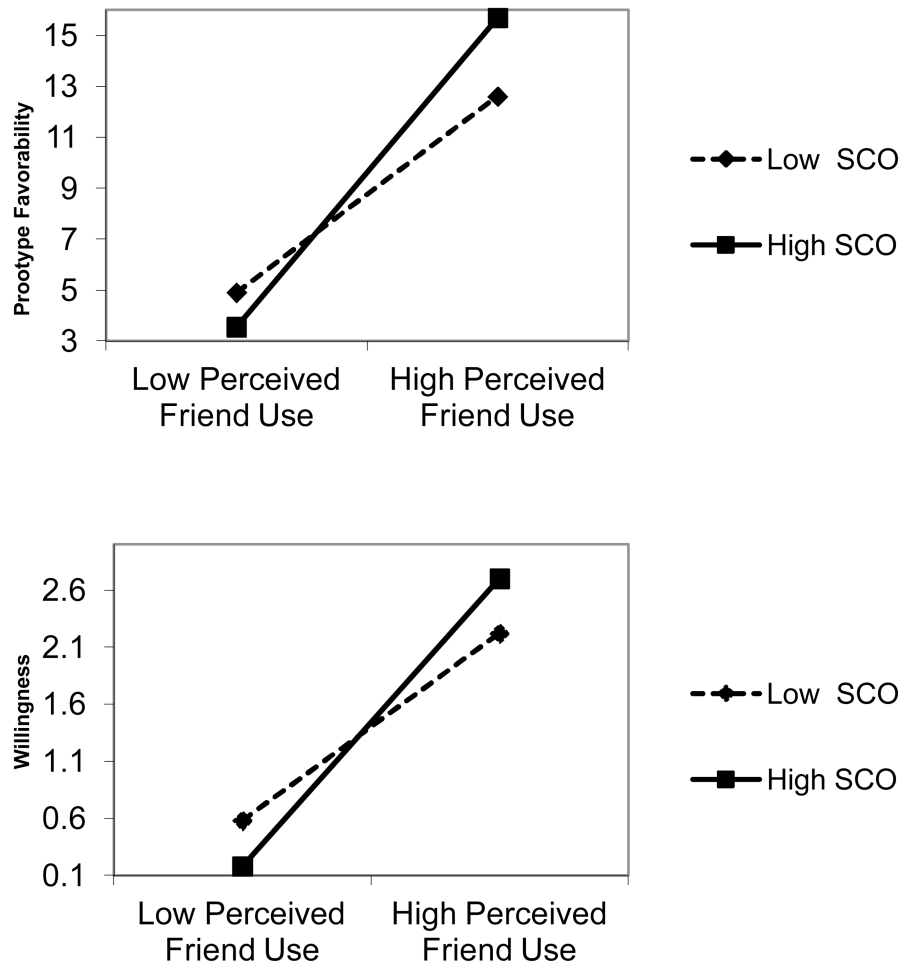 15
13
11
9
7
5
3
Prootype Favorability
Low Perceived
Friend Use
High Perceived
Friend Use
Low SCO
High SCO
2.6
2.1
1.6
1.1
0.6
0.1
Willingness
Low Perceived
Friend Use
High Perceived
Friend Use
Low SCO
High SCO